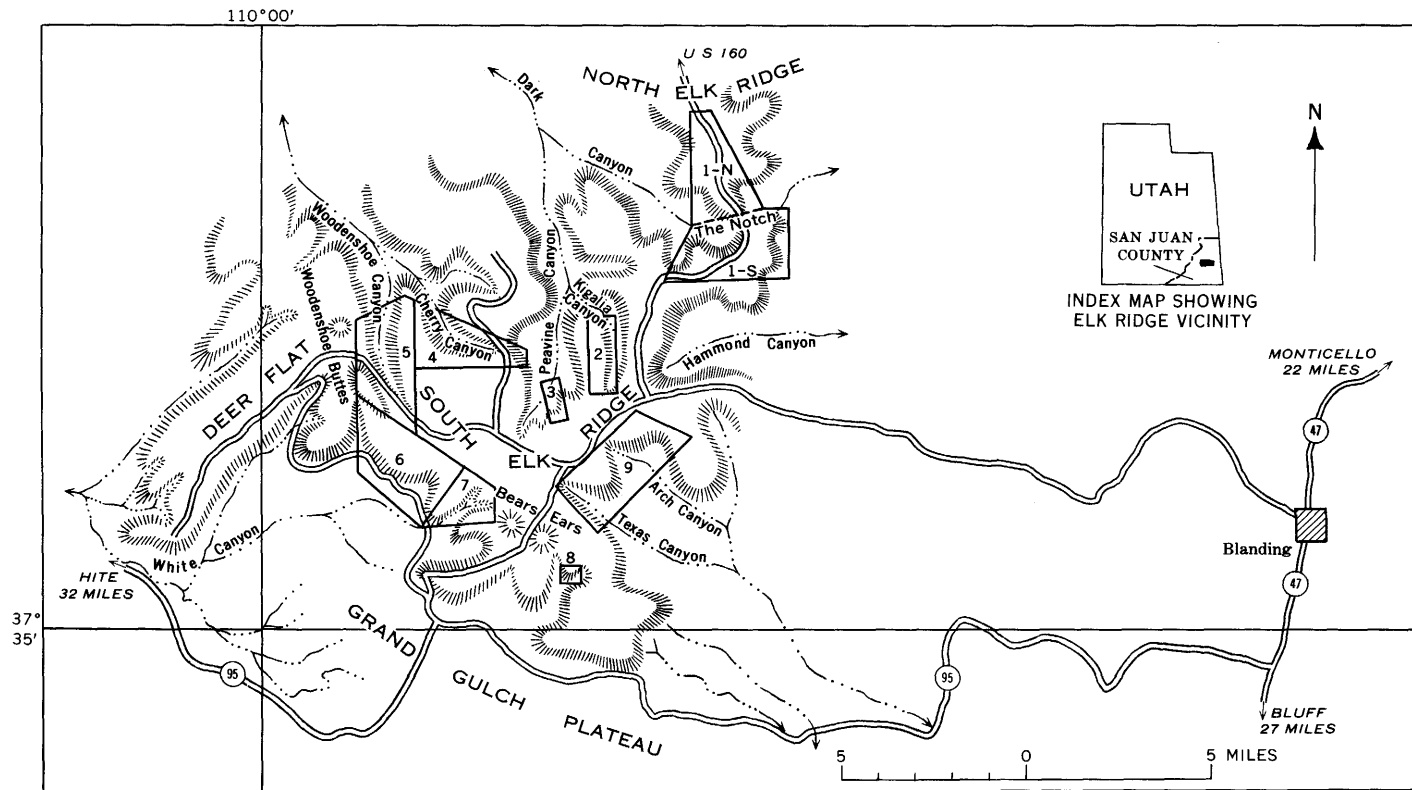 110°00'
U S 160
NORTH ELK RIDGE
Dark
Canyon
N
1-N
UTAH
The Notch
SAN JUAN
COUNTY
1-S
INDEX MAP SHOWING
ELK RIDGE VICINITY
Woodenshoe Canyon
Woodenshoe Buttes
Cherry
Canyon
Peavine Canyon
Kigalia
Canyon
Hammond Canyon
MONTICELLO
22 MILES
DEER FLAT
5
4
2
3
SOUTH
ELK
RIDGE
47
6
7
9
Bears Ears
Arch Canyon
Texas Canyon
Blanding
White Canyon
8
HITE
32 MILES
47
37°
35'
GRAND
GULCH
PLATEAU
95
95
BLUFF
27 MILES
5 0 5 MILES